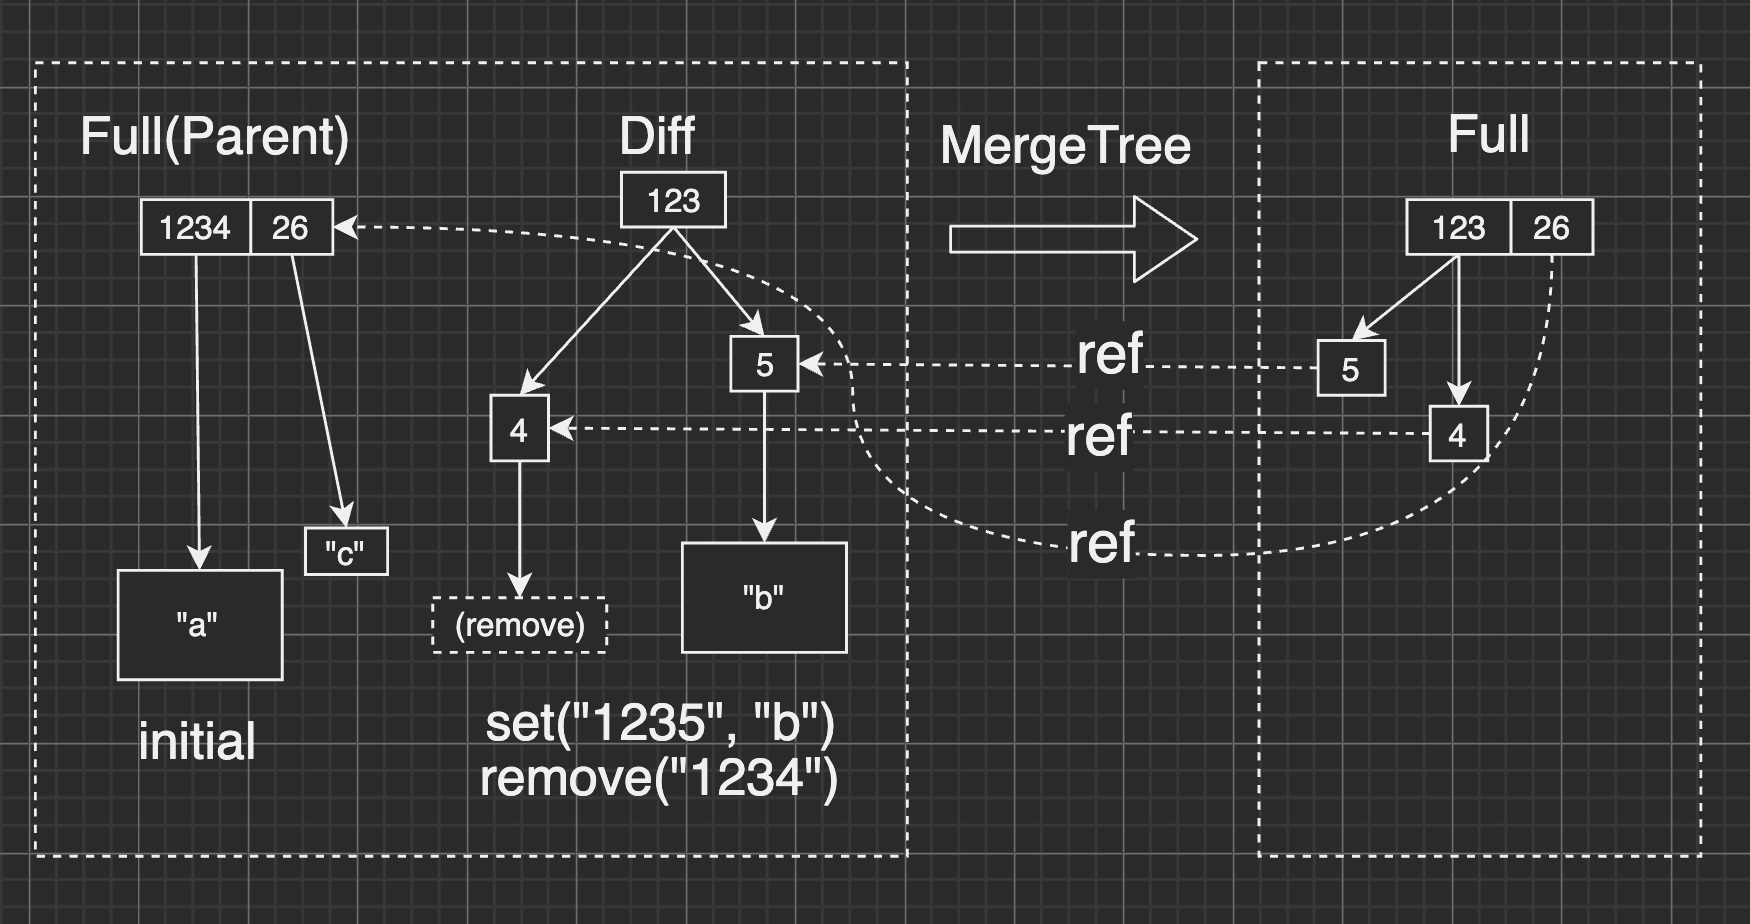 Full(Parent)
1234 26
"c"
"a"
initial
Diff
123
5
4
(remove)
"b"
set("1235", "b")
remove("1234")
MergeTree
ref
ref
ref
Full
123 26
5
4